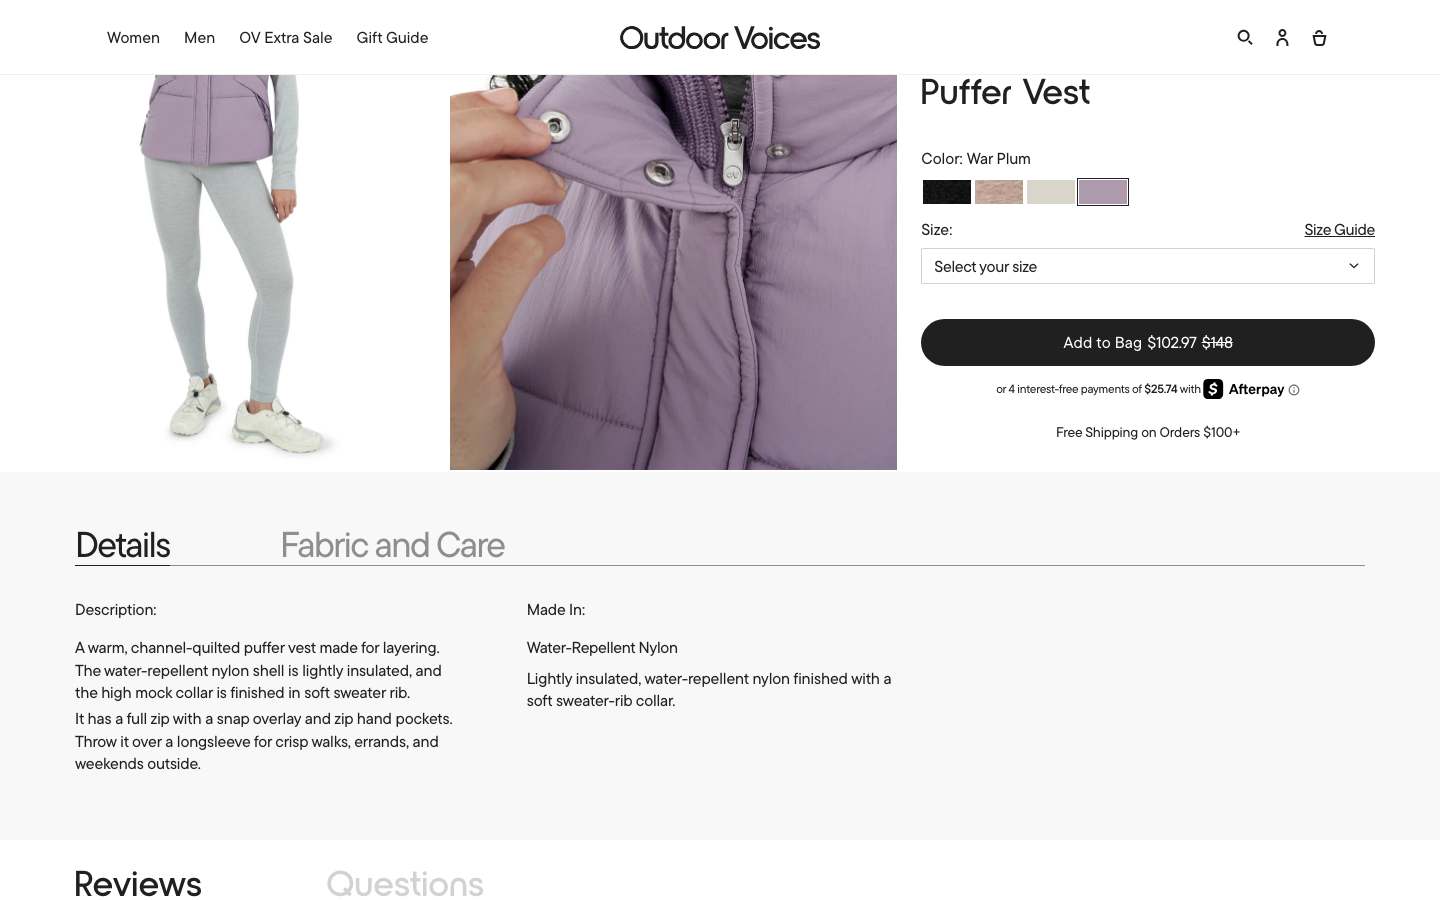 Women Men OV Extra Sale Gift Guide
Outdoor Voices
Puffer Vest
Color: War Plum
Size:
Size Guide
Select your size
Add to Bag $102.97 $148
or 4 interest-free payments of $25.74 with Afterpay
Free Shipping on Orders $100+
Details
Fabric and Care
Description:
A warm, channel-quilted puffer vest made for layering.
The water-repellent nylon shell is lightly insulated, and
the high mock collar is finished in soft sweater rib.
It has a full zip with a snap overlay and zip hand pockets.
Throw it over a longsleeve for crisp walks, errands, and
weekends outside.
Made In:
Water-Repellent Nylon
Lightly insulated, water-repellent nylon finished with a
soft sweater-rib collar.
Reviews
Questions